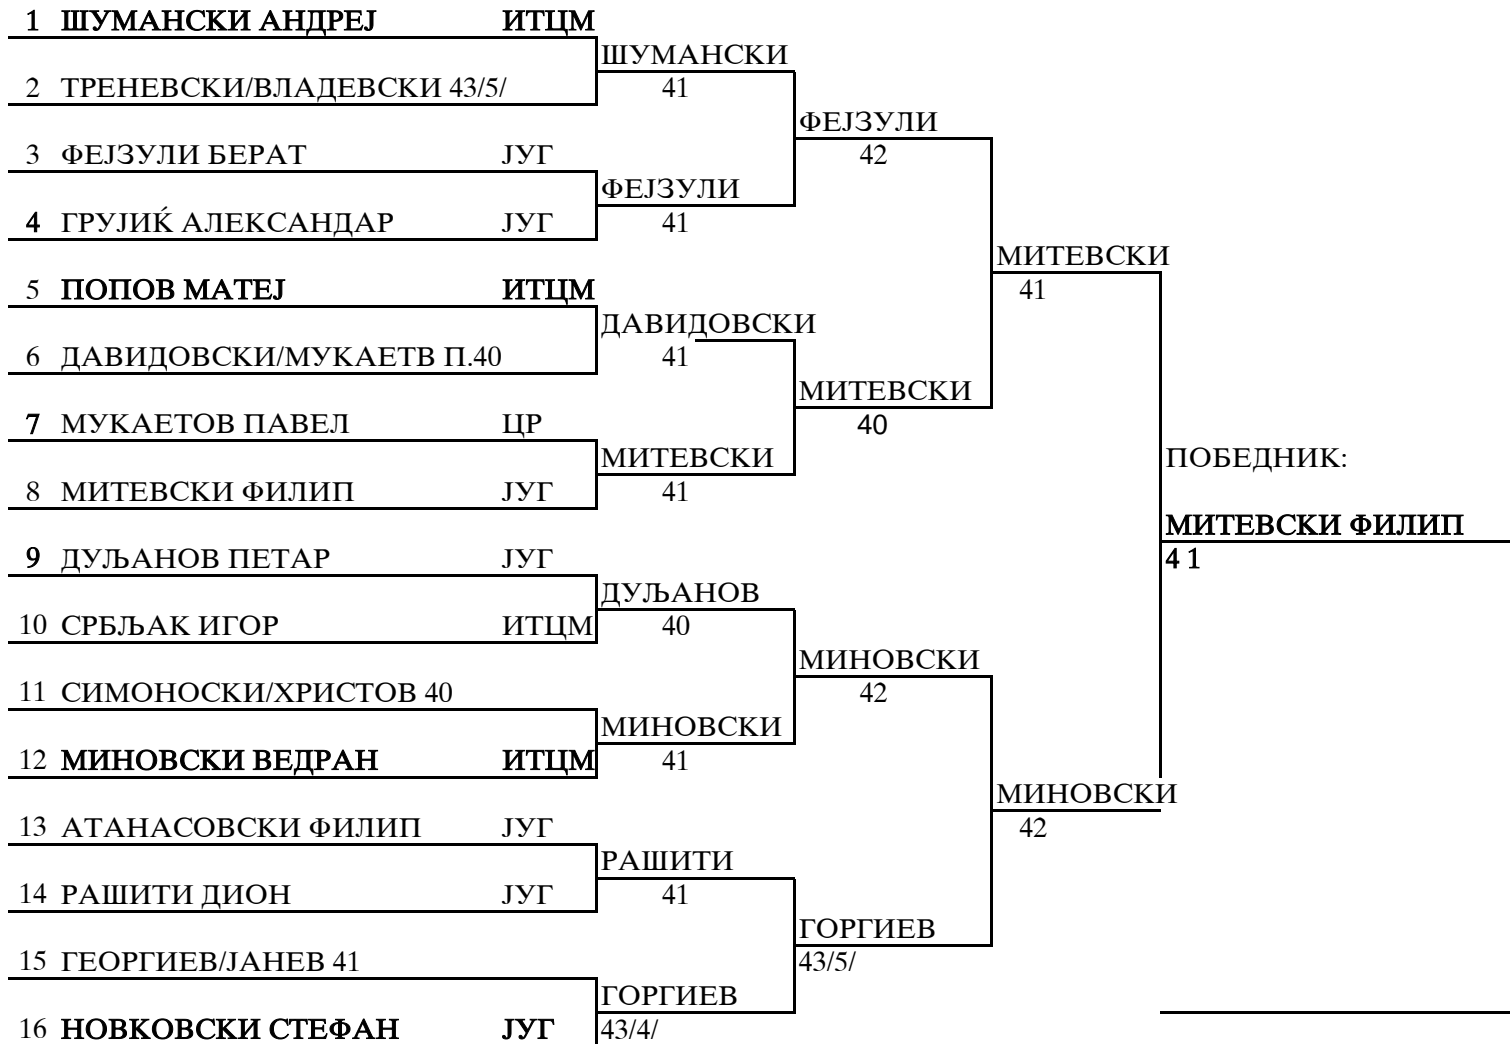 1 ШУМАНСКИ АНДРЕЈ ИТЦМ
ШУМАНСКИ
2 ТРЕНЕВСКИ/ВЛАДЕВСКИ 43/5/ 41
ФЕЈЗУЛИ
3 ФЕЈЗУЛИ БЕРАТ ЈУГ 42
ФЕЈЗУЛИ
4 ГРУЈИЌ АЛЕКСАНДАР ЈУГ 41
МИТЕВСКИ
5 ПОПОВ МАТЕЈ ИТЦМ 41
ДАВИДОВСКИ
6 ДАВИДОВСКИ/МУКАЕТВ П.40 41
МИТЕВСКИ
7 МУКАЕТОВ ПАВЕЛ ЦР 40
МИТЕВСКИ ПОБЕДНИК:
8 МИТЕВСКИ ФИЛИП ЈУГ 41
МИТЕВСКИ ФИЛИП
9 ДУЉАНОВ ПЕТАР ЈУГ 4 1
ДУЉАНОВ
10 СРБЉАК ИГОР ИТЦМ 40
МИНОВСКИ
11 СИМОНОСКИ/ХРИСТОВ 40 42
МИНОВСКИ
12 МИНОВСКИ ВЕДРАН ИТЦМ 41
МИНОВСКИ
13 АТАНАСОВСКИ ФИЛИП ЈУГ 42
РАШИТИ
14 РАШИТИ ДИОН ЈУГ 41
ГОРГИЕВ
15 ГЕОРГИЕВ/ЈАНЕВ 41 43/5/
ГОРГИЕВ
16 НОВКОВСКИ СТЕФАН ЈУГ 43/4/